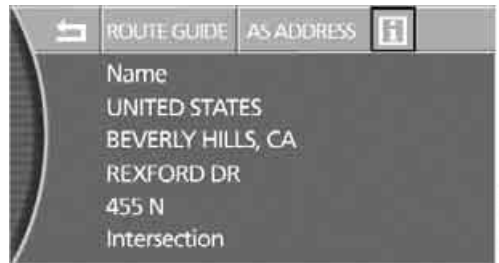 ROUTE GUIDE AS ADDRESS i
Name
UNITED STATES
BEVERLY HILLS, CA
REXFORD DR
455 N
Intersection